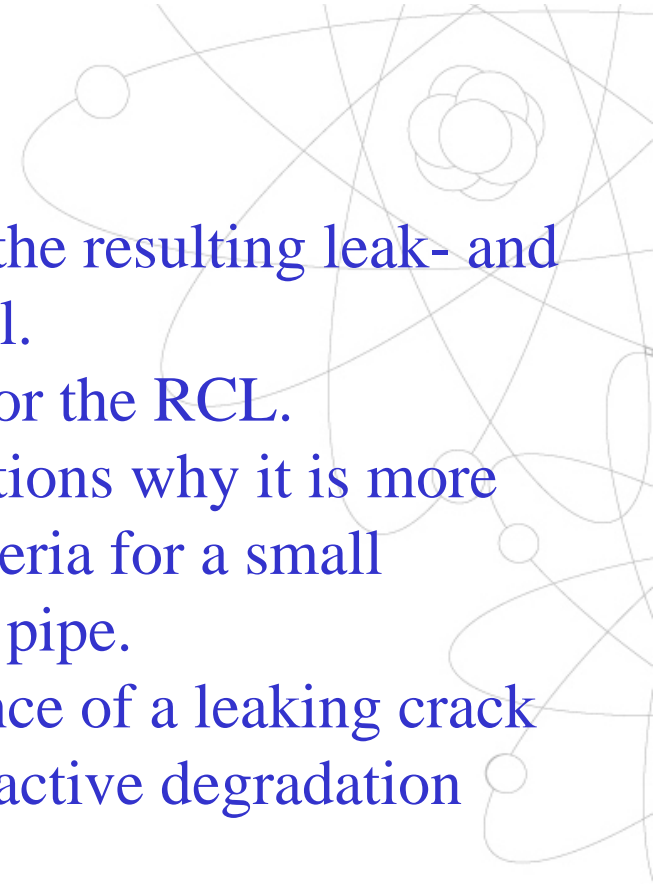 the resulting leak- and
l.
or the RCL.
tions why it is more
eria for a small
pipe.
nce of a leaking crack
active degradation